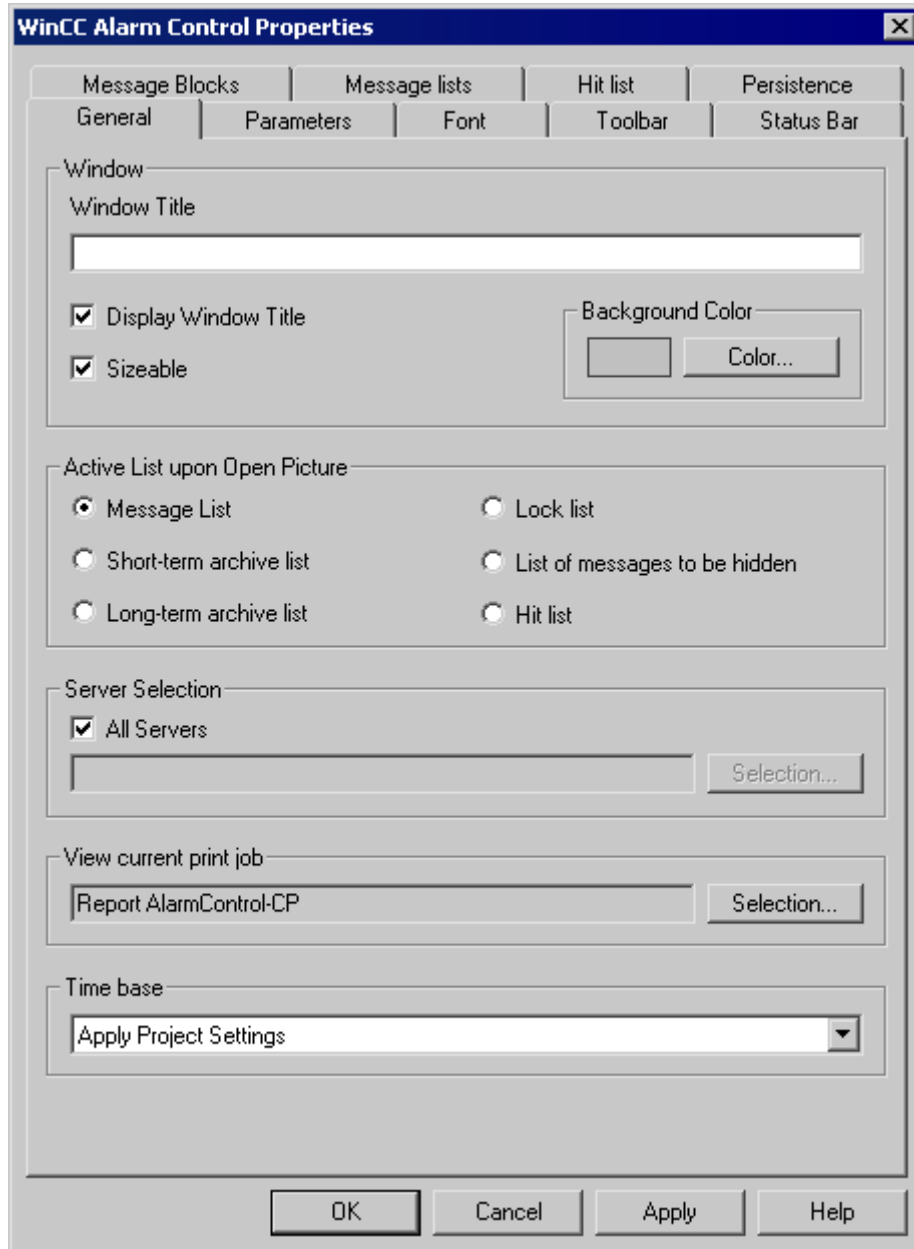 WinCC Alarm Control Properties
Message Blocks Message lists Hit list Persistence
General Parameters Font Toolbar Status Bar
Window
Window Title
Display Window Title
Background Color
Sizeable
Color...
Active List upon Open Picture
Message List
Lock list
Short-term archive list
List of messages to be hidden
Long-term archive list
Hit list
Server Selection
All Servers
Selection...
View current print job
Report AlarmControl-CP
Selection...
Time base
Apply Project Settings
OK Cancel Apply Help